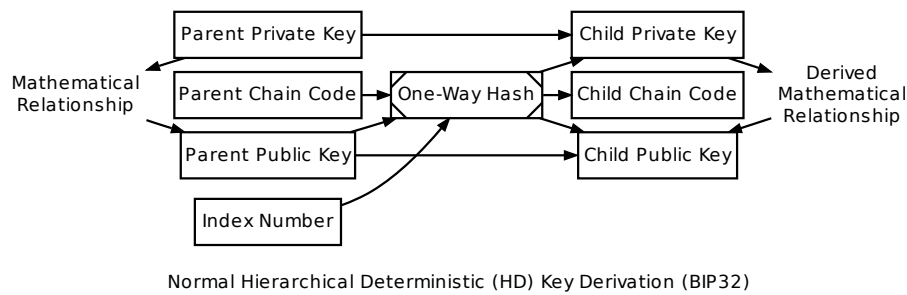 Parent Private Key
Child Private Key
Mathematical
Relationship
Parent Chain Code
One-Way Hash
Child Chain Code
Derived
Mathematical
Relationship
Parent Public Key
Child Public Key
Index Number
Normal Hierarchical Deterministic (HD) Key Derivation (BIP32)